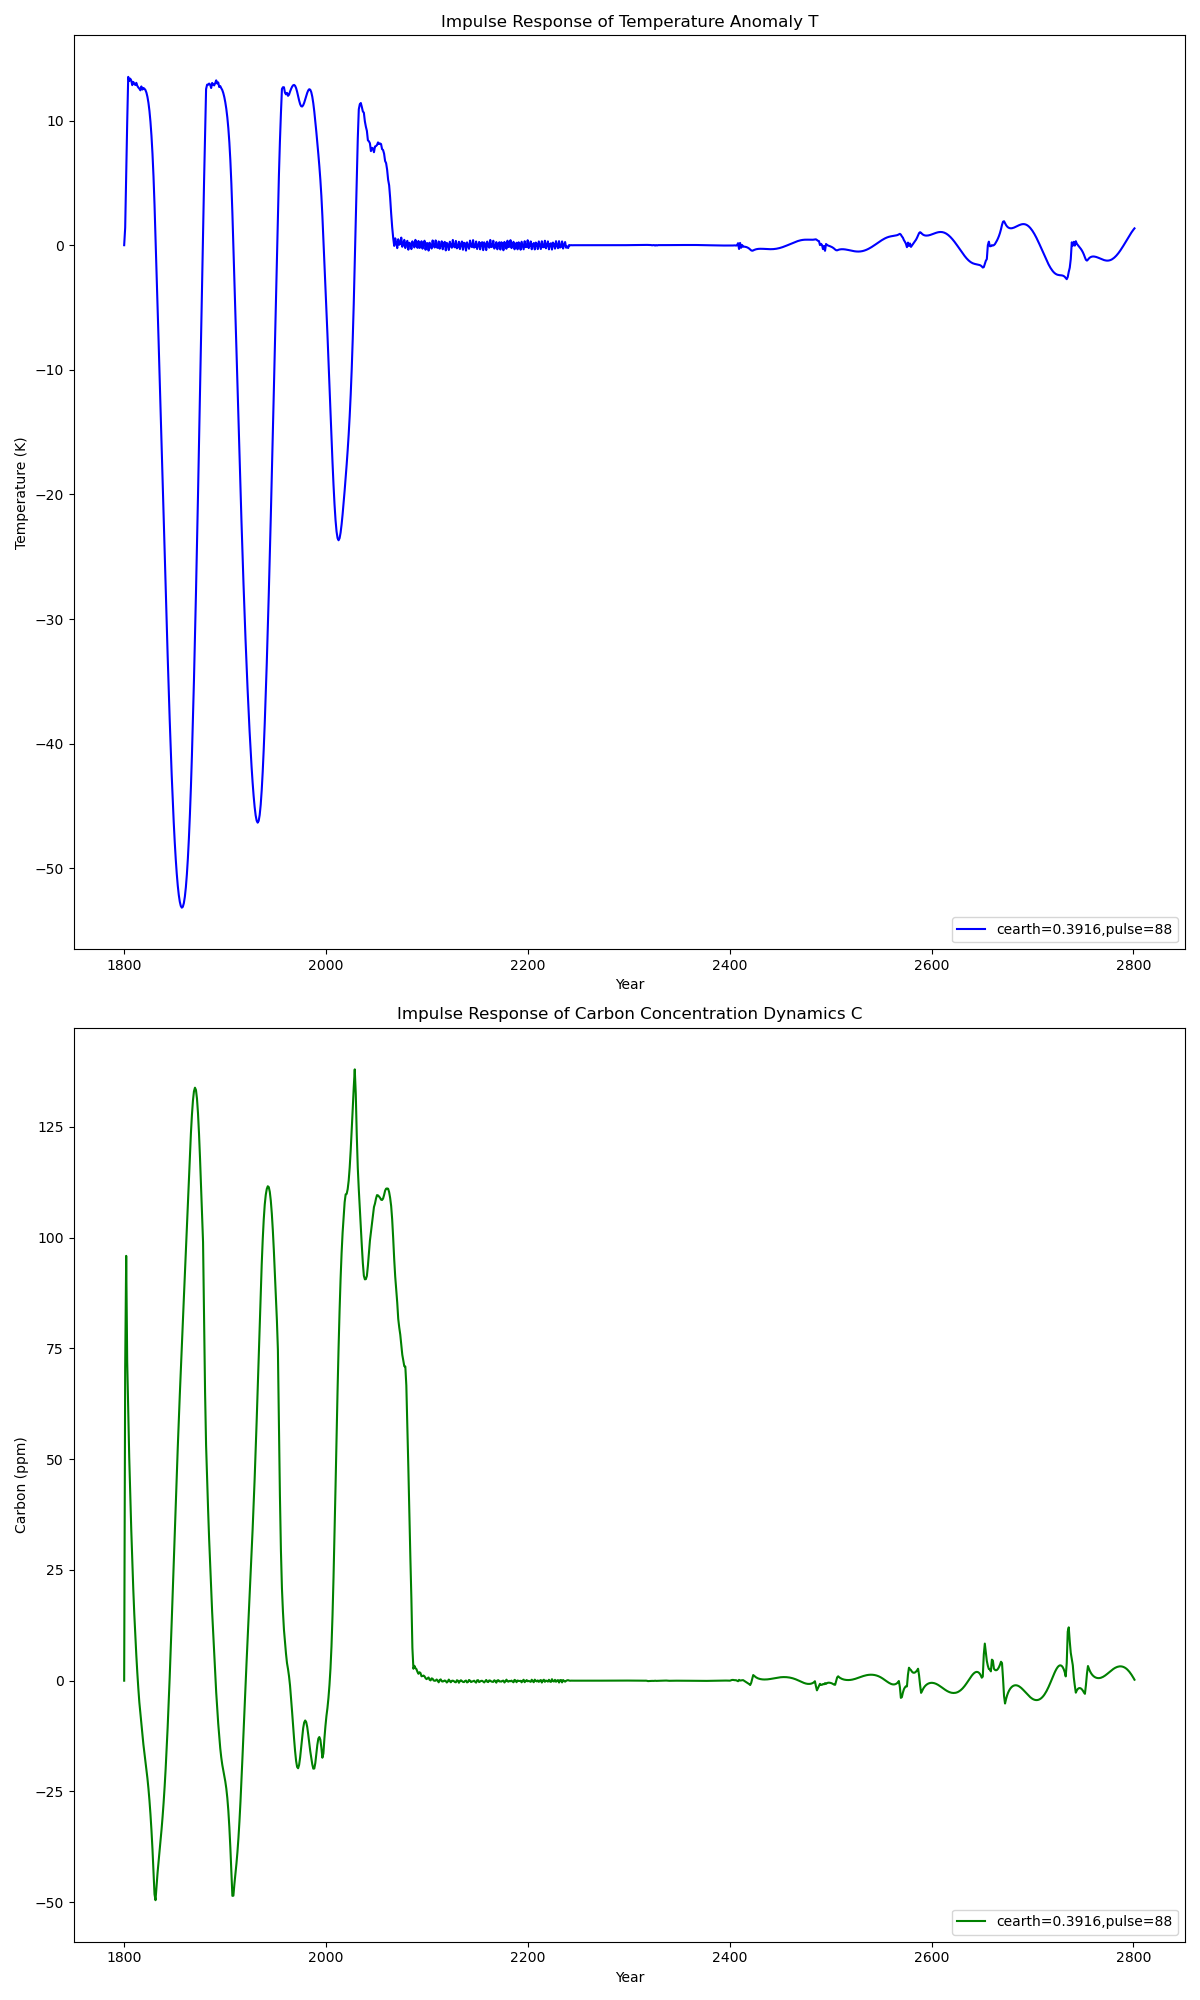 Impulse Response of Temperature Anomaly T
10
0
−10
−20
−30
−40
−50
Temperature (K)
cearth=0.3916,pulse=88
1800 2000 2200 2400 2600 2800
Year
Impulse Response of Carbon Concentration Dynamics C
125
100
75
50
25
0
−25
−50
Carbon (ppm)
cearth=0.3916,pulse=88
1800 2000 2200 2400 2600 2800
Year